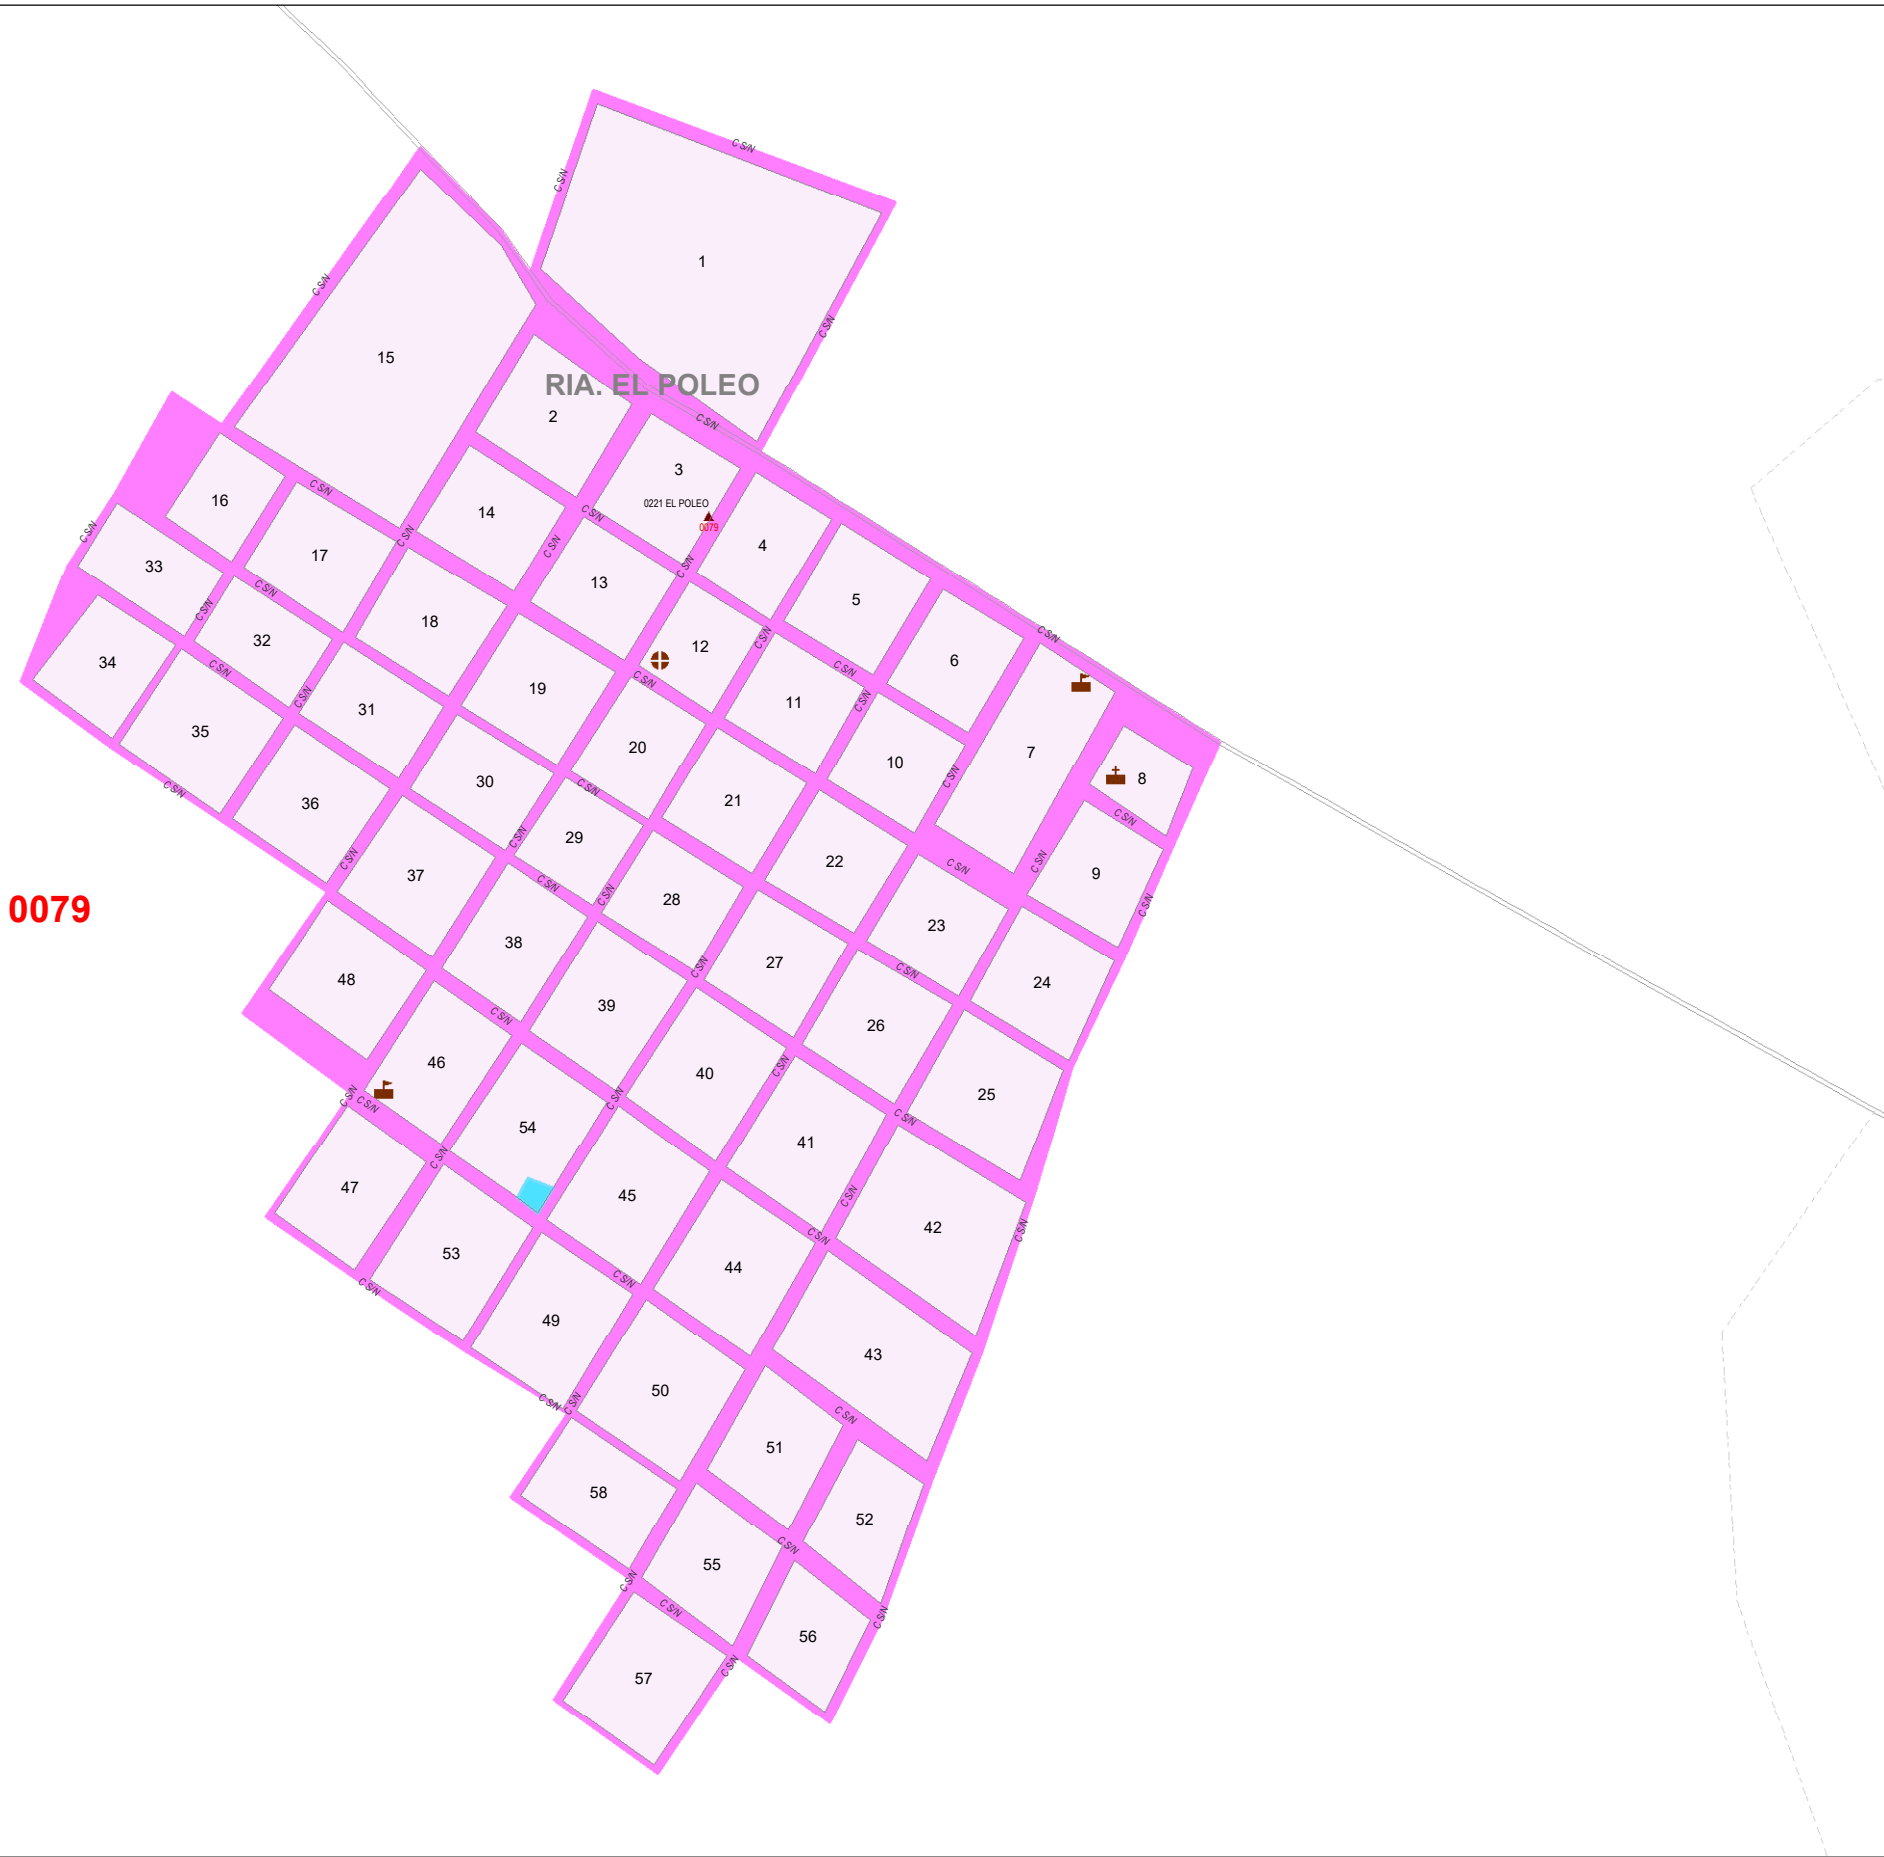 C S/N
C S/N
1
C S/N
C S/N
15
RIA. EL POLEO
2
C S/N
3
C S/N
16
0221 EL POLEO
14
C S/N
0079
C S/N
C S/N
4
C S/N
17
33
C S/N
13
C S/N
5
C S/N
18
C S/N
C S/N
32
12
6
34
C S/N
C S/N
C S/N
19
C S/N
31
11
C S/N
35
20
7
10
C S/N
8
30
C S/N
C S/N
21
36
C S/N
29
C S/N
C S/N
22
C S/N
C S/N
9
37
C S/N
C S/N
28
C S/N
0079
23
38
27
C S/N
C S/N
48
24
39
C S/N
26
46
C S/N
40
25
C S/N
C S/N
C S/N
C S/N
54
41
47
C S/N
45
C S/N
42
C S/N
53
C S/N
44
C S/N
C S/N
49
43
50
C S/N
C S/N
C S/N
51
58
52
C S/N
55
C S/N
C S/N
C S/N
56
57
C S/N